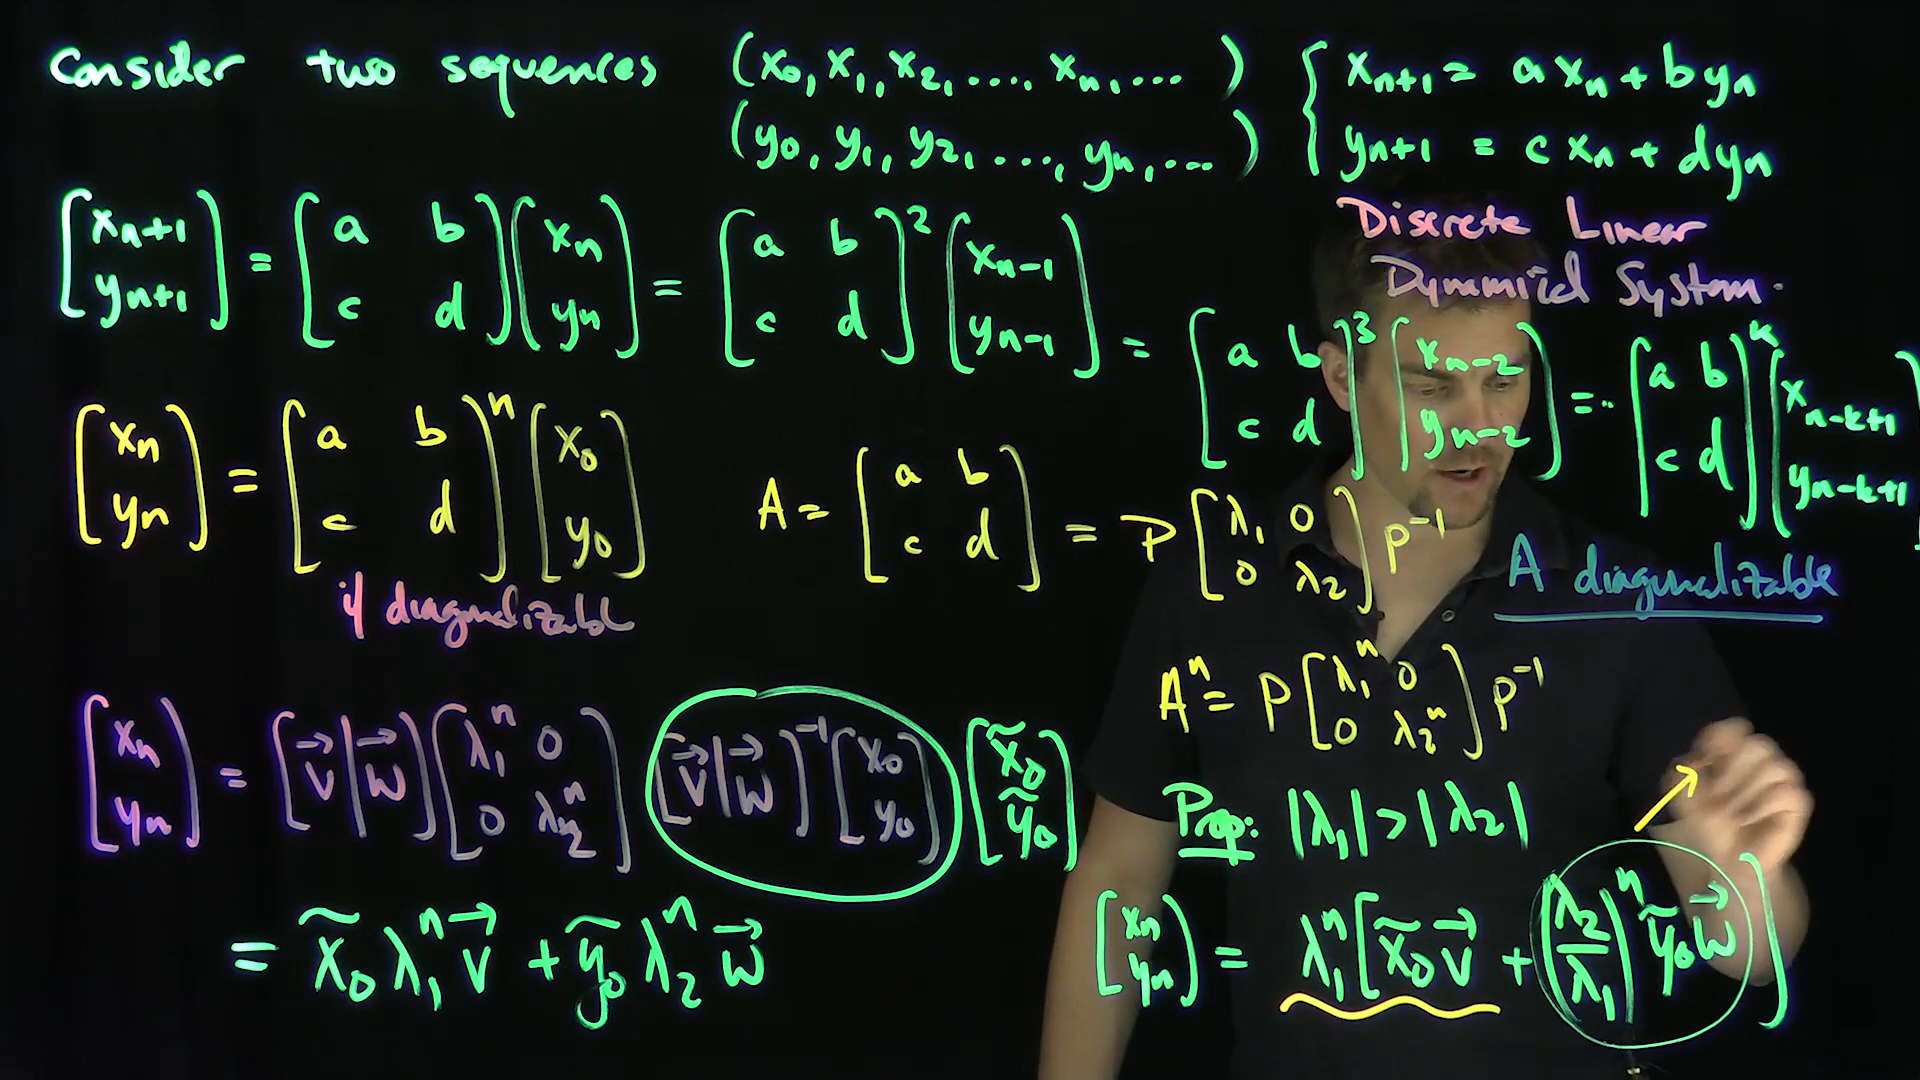 Consider two sequences (x₀, x₁, x₂, ...., xₙ, ... ) { xₙ₊₁ = a xₙ + b yₙ
(y₀, y₁, y₂, ..., yₙ, ... ) yₙ₊₁ = c xₙ + d yₙ
Discrete Linear
Dynamical System.
[xₙ₊₁ yₙ₊₁] = [a b c d][xₙ yₙ] = [a b c d]² [xₙ₋₁ yₙ₋₁] = [a b c d]³ [xₙ₋₂ yₙ₋₂] = .. [a b c d]ᵏ [xₙ₋ₖ₊₁ yₙ₋ₖ₊₁]
[xₙ yₙ] = [a b c d]ⁿ [x₀ y₀]
A = [a b c d] = P [λ₁ 0 0 λ₂] P⁻¹
A diagonalizable
if diagonalizable
Aⁿ = P [λ₁ⁿ 0 0 λ₂ⁿ] P⁻¹
[xₙ yₙ] = [v⃗ | w⃗][λ₁ⁿ 0 0 λ₂ⁿ] [v⃗ | w⃗]⁻¹ [x₀ y₀] [x̃₀ ỹ₀]
= x̃₀ λ₁ⁿ v⃗ + ỹ₀ λ₂ⁿ w⃗
Prop: |λ₁| > |λ₂|
[xₙ yₙ] = λ₁ⁿ [x̃₀ v⃗ + (λ₂/λ₁)ⁿ ỹ₀ w⃗]